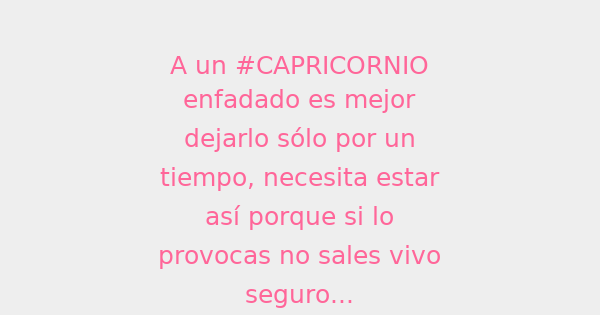 A un #CAPRICORNIO
enfadado es mejor
dejarlo sólo por un
tiempo, necesita estar
así porque si lo
provocas no sales vivo
seguro...